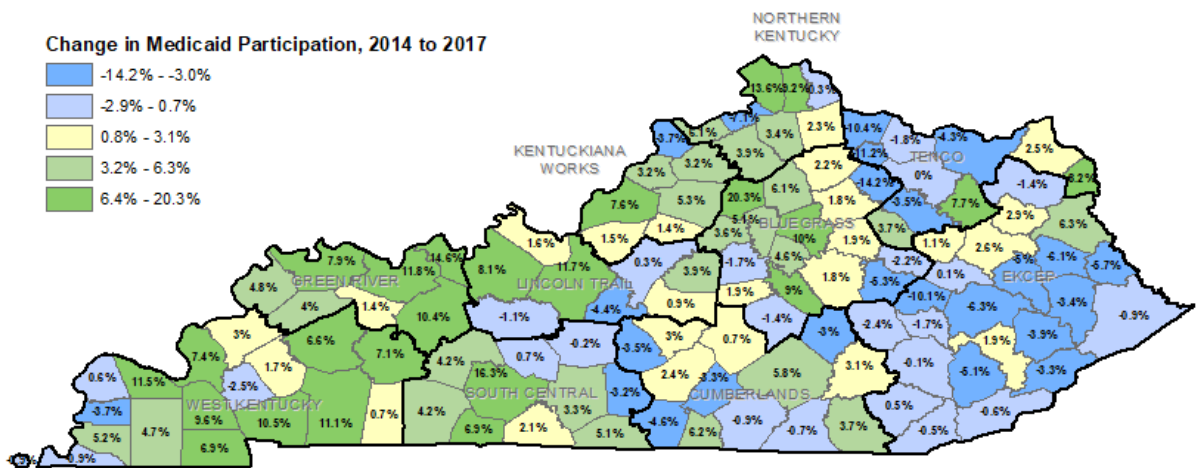 NORTHERN
KENTUCKY
Change in Medicaid Participation, 2014 to 2017
-14.2% - -3.0%
-2.9% - 0.7%
0.8% - 3.1%
3.2% - 6.3%
6.4% - 20.3%
13.6% 9.2% 0.3%
-7.1% 2.3% -10.4% -4.3%
-3.7% 6.1% 3.4% -1.8% 2.5%
KENTUCKIANA
WORKS
3.2% 3.9% 11.2% TENCO
3.2% 2.2% 0% -1.4% 8.2%
7.6% 5.3% 20.3% 6.1% 1.8% -14.2% -3.5% 7.7%
1.5% 1.4% 3.6% 5.1% BLUEGRASS 3.7% 2.9% 6.3%
1.6% 10% 1.9% 1.1% 2.6%
7.9% 14.6% 8.1% 11.7% 0.3% -1.7% 4.6% -2.2% -5% -6.1% -5.7%
GREEN RIVER 11.8% LINCOLN TRAIL 3.9% 9% 1.8% -5.3% 0.1% EKCEP
4.8% 4% 1.4% 10.4% -4.4% 0.9% 1.9% -10.1% -6.3% -3.4% -0.9%
-1.1% -1.4% -3% -2.4% -1.7% -3.9%
3% 6.6% 7.1% 4.2% 0.7% -0.2% -3.5% 3% 0.7% 1.9%
7.4% 1.7% 16.3% 2.4% 5.8% 3.1% -0.1% -5.1% -3.3%
0.6% 11.5% -2.5% SOUTH CENTRAL -3.2% -3.3% CUMBERLANDS
-3.7% WEST KENTUCKY 0.7% 4.2% 3.3% 0.5% -0.6%
5.2% 4.7% 9.6% 10.5% 11.1% 6.9% 2.1% 5.1% -4.6% 6.2% -0.9% -0.7% 3.7% -0.5%
6.9%
-0.9% 0.9%